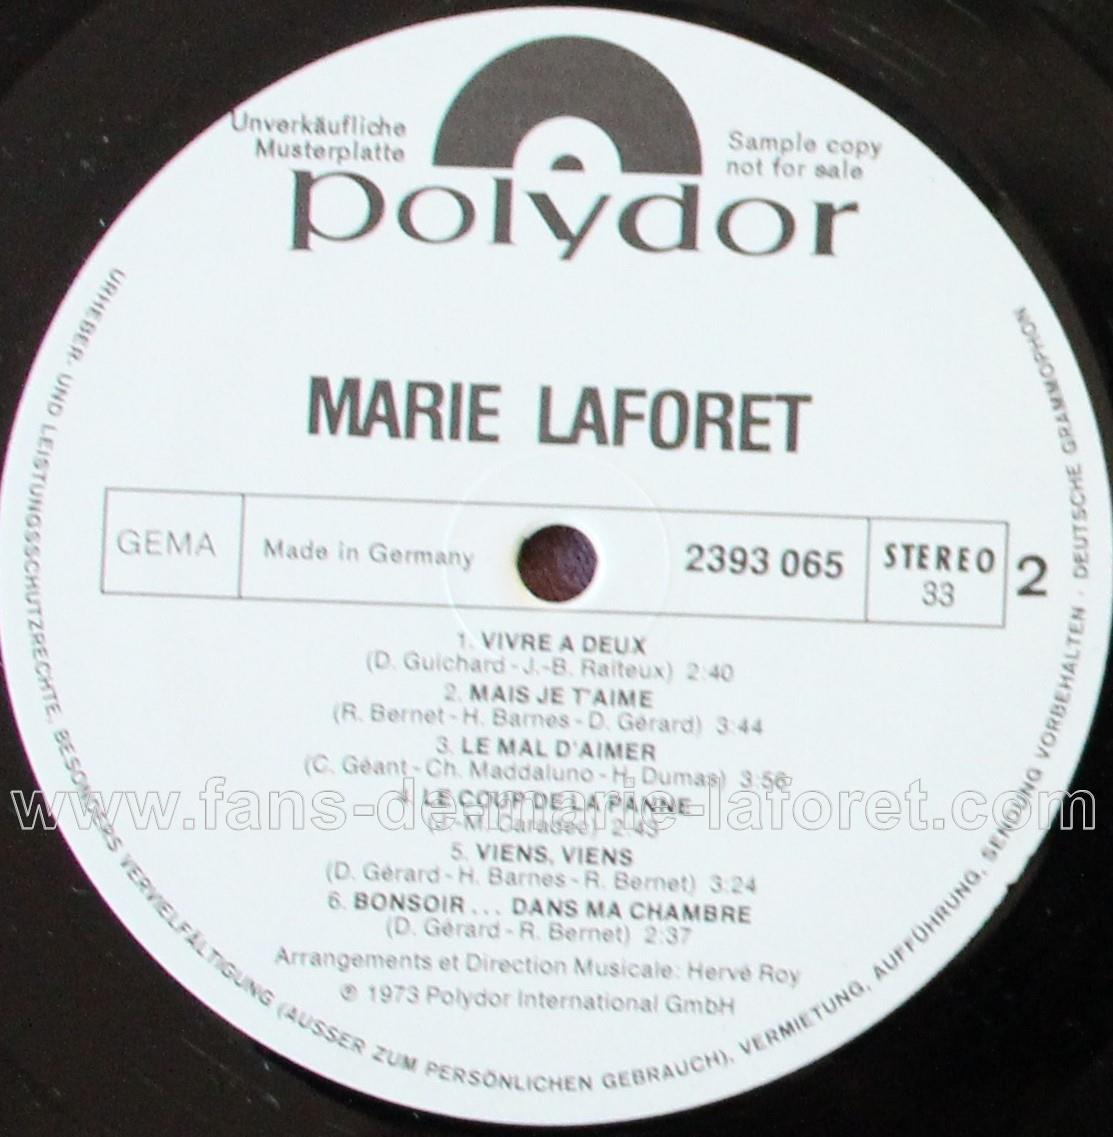 Unverkäufliche
Musterplatte
Sample copy
not for sale
polydor
MARIE LAFORET
GEMA
Made in Germany
2393 065
STEREO
33
2
1. VIVRE A DEUX
(D. Guichard - J.-B. Raiteux) 2:40
2. MAIS JE T'AIME
(R. Bernet - H. Barnes - D. Gérard) 3:44
3. LE MAL D'AIMER
(C. Géant - Ch. Maddaluno - H. Dumas) 3:56
4. LE COUP DE LA PANNE
(J.-M. Caradec) 2:43
5. VIENS, VIENS
(D. Gérard - H. Barnes - R. Bernet) 3:24
6. BONSOIR ... DANS MA CHAMBRE
(D. Gérard - R. Bernet) 2:37
Arrangements et Direction Musicale: Hervé Roy
℗ 1973 Polydor International GmbH
URHEBER- UND LEISTUNGSSCHUTZRECHTE, BESONDERS VERVIELFÄLTIGUNG (AUSSER ZUM PERSÖNLICHEN GEBRAUCH), VERMIETUNG, AUFFÜHRUNG, SENDUNG VORBEHALTEN · DEUTSCHE GRAMMOPHON
www.fans-de-marie-laforet.com